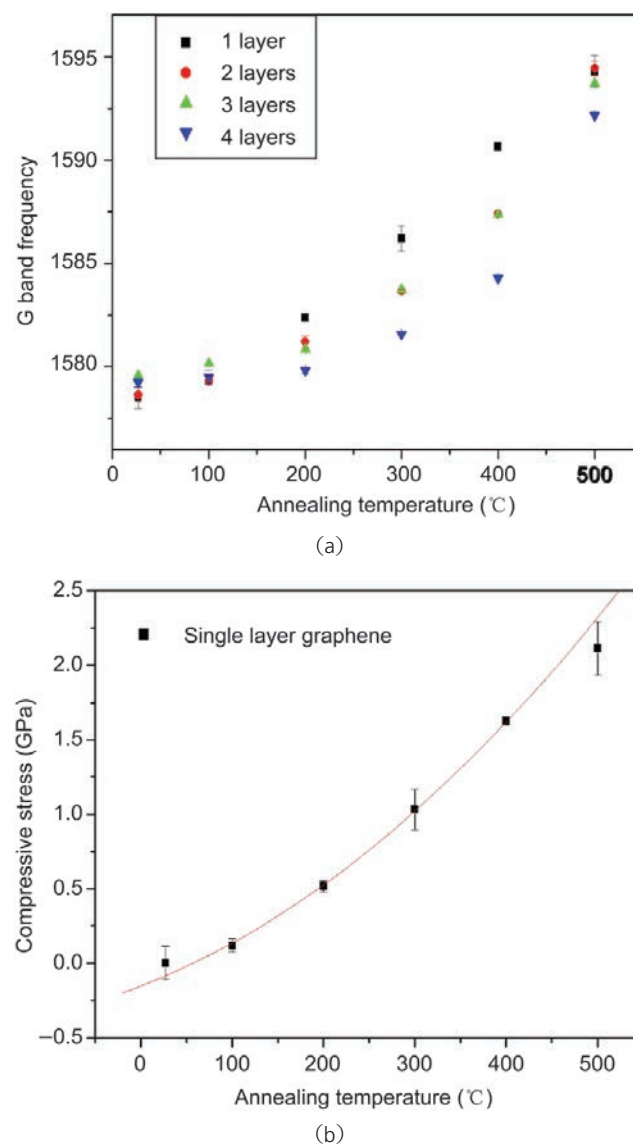 1595
1590
1585
1580
G band frequency
1 layer
2 layers
3 layers
4 layers
0 100 200 300 400 500
Annealing temperature (℃)
(a)
2.5
2.0
1.5
1.0
0.5
0.0
−0.5
Compressive stress (GPa)
Single layer graphene
0 100 200 300 400 500
Annealing temperature (℃)
(b)